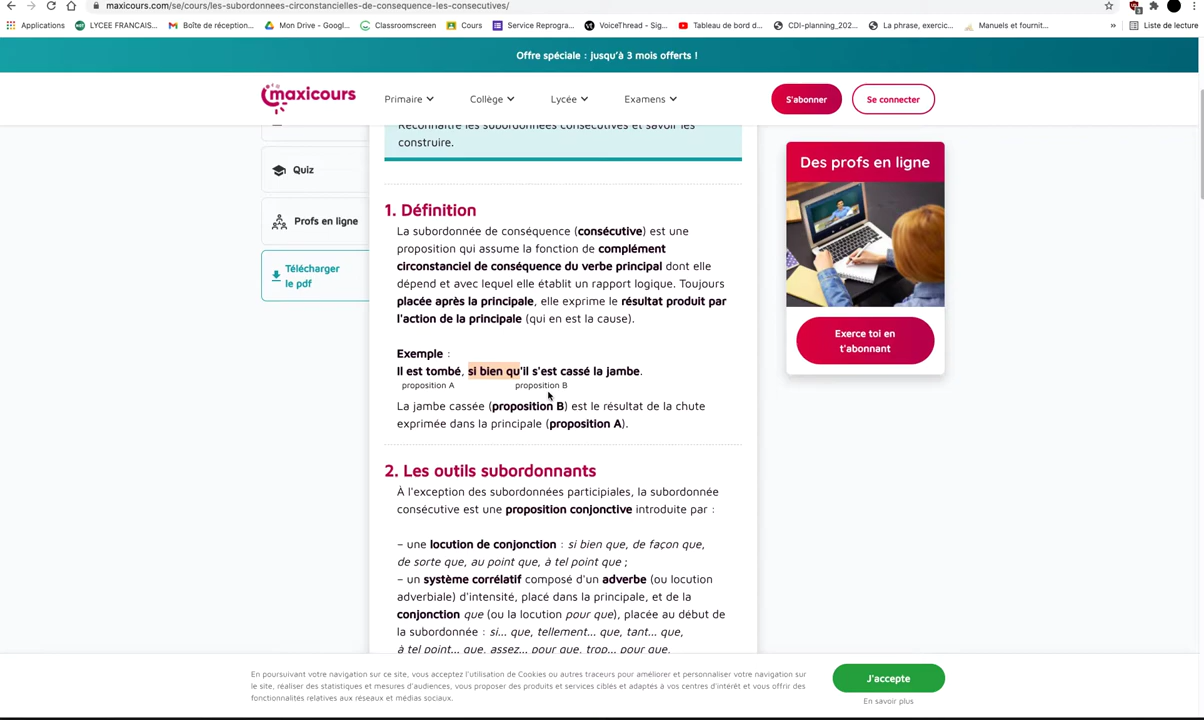 maxicours.com/se/cours/les-subordonnees-circonstancielles-de-consequence-les-consecutives/
Applications LYCEE FRANCAIS... Boîte de réception... Mon Drive - Googl... Classroomscreen Cours Service Reprogra... VoiceThread - Sig... Tableau de bord d... CDI-planning_202... La phrase, exercic... Manuels et fournit... » Liste de lecture
Offre spéciale : jusqu'à 3 mois offerts !
maxicours
Primaire
Collège
Lycée
Examens
S'abonner
Se connecter
Quiz
Profs en ligne
Télécharger
le pdf
Reconnaître les subordonnées consécutives et savoir les
construire.
1. Définition
La subordonnée de conséquence (consécutive) est une
proposition qui assume la fonction de complément
circonstanciel de conséquence du verbe principal dont elle
dépend et avec lequel elle établit un rapport logique. Toujours
placée après la principale, elle exprime le résultat produit par
l'action de la principale (qui en est la cause).
Exemple :
Il est tombé, si bien qu'il s'est cassé la jambe.
proposition A proposition B
La jambe cassée (proposition B) est le résultat de la chute
exprimée dans la principale (proposition A).
2. Les outils subordonnants
À l'exception des subordonnées participiales, la subordonnée
consécutive est une proposition conjonctive introduite par :
– une locution de conjonction : si bien que, de façon que,
de sorte que, au point que, à tel point que ;
– un système corrélatif composé d'un adverbe (ou locution
adverbiale) d'intensité, placé dans la principale, et de la
conjonction que (ou la locution pour que), placée au début de
la subordonnée : si... que, tellement... que, tant... que,
à tel point... que, assez... pour que, trop... pour que,
Des profs en ligne
Exerce toi en
t'abonnant
En poursuivant votre navigation sur ce site, vous acceptez l'utilisation de Cookies ou autres traceurs pour améliorer et personnaliser votre navigation sur
le site, réaliser des statistiques et mesures d'audiences, vous proposer des produits et services ciblés et adaptés à vos centres d'intérêt et vous offrir des
fonctionnalités relatives aux réseaux et médias sociaux.
J'accepte
En savoir plus